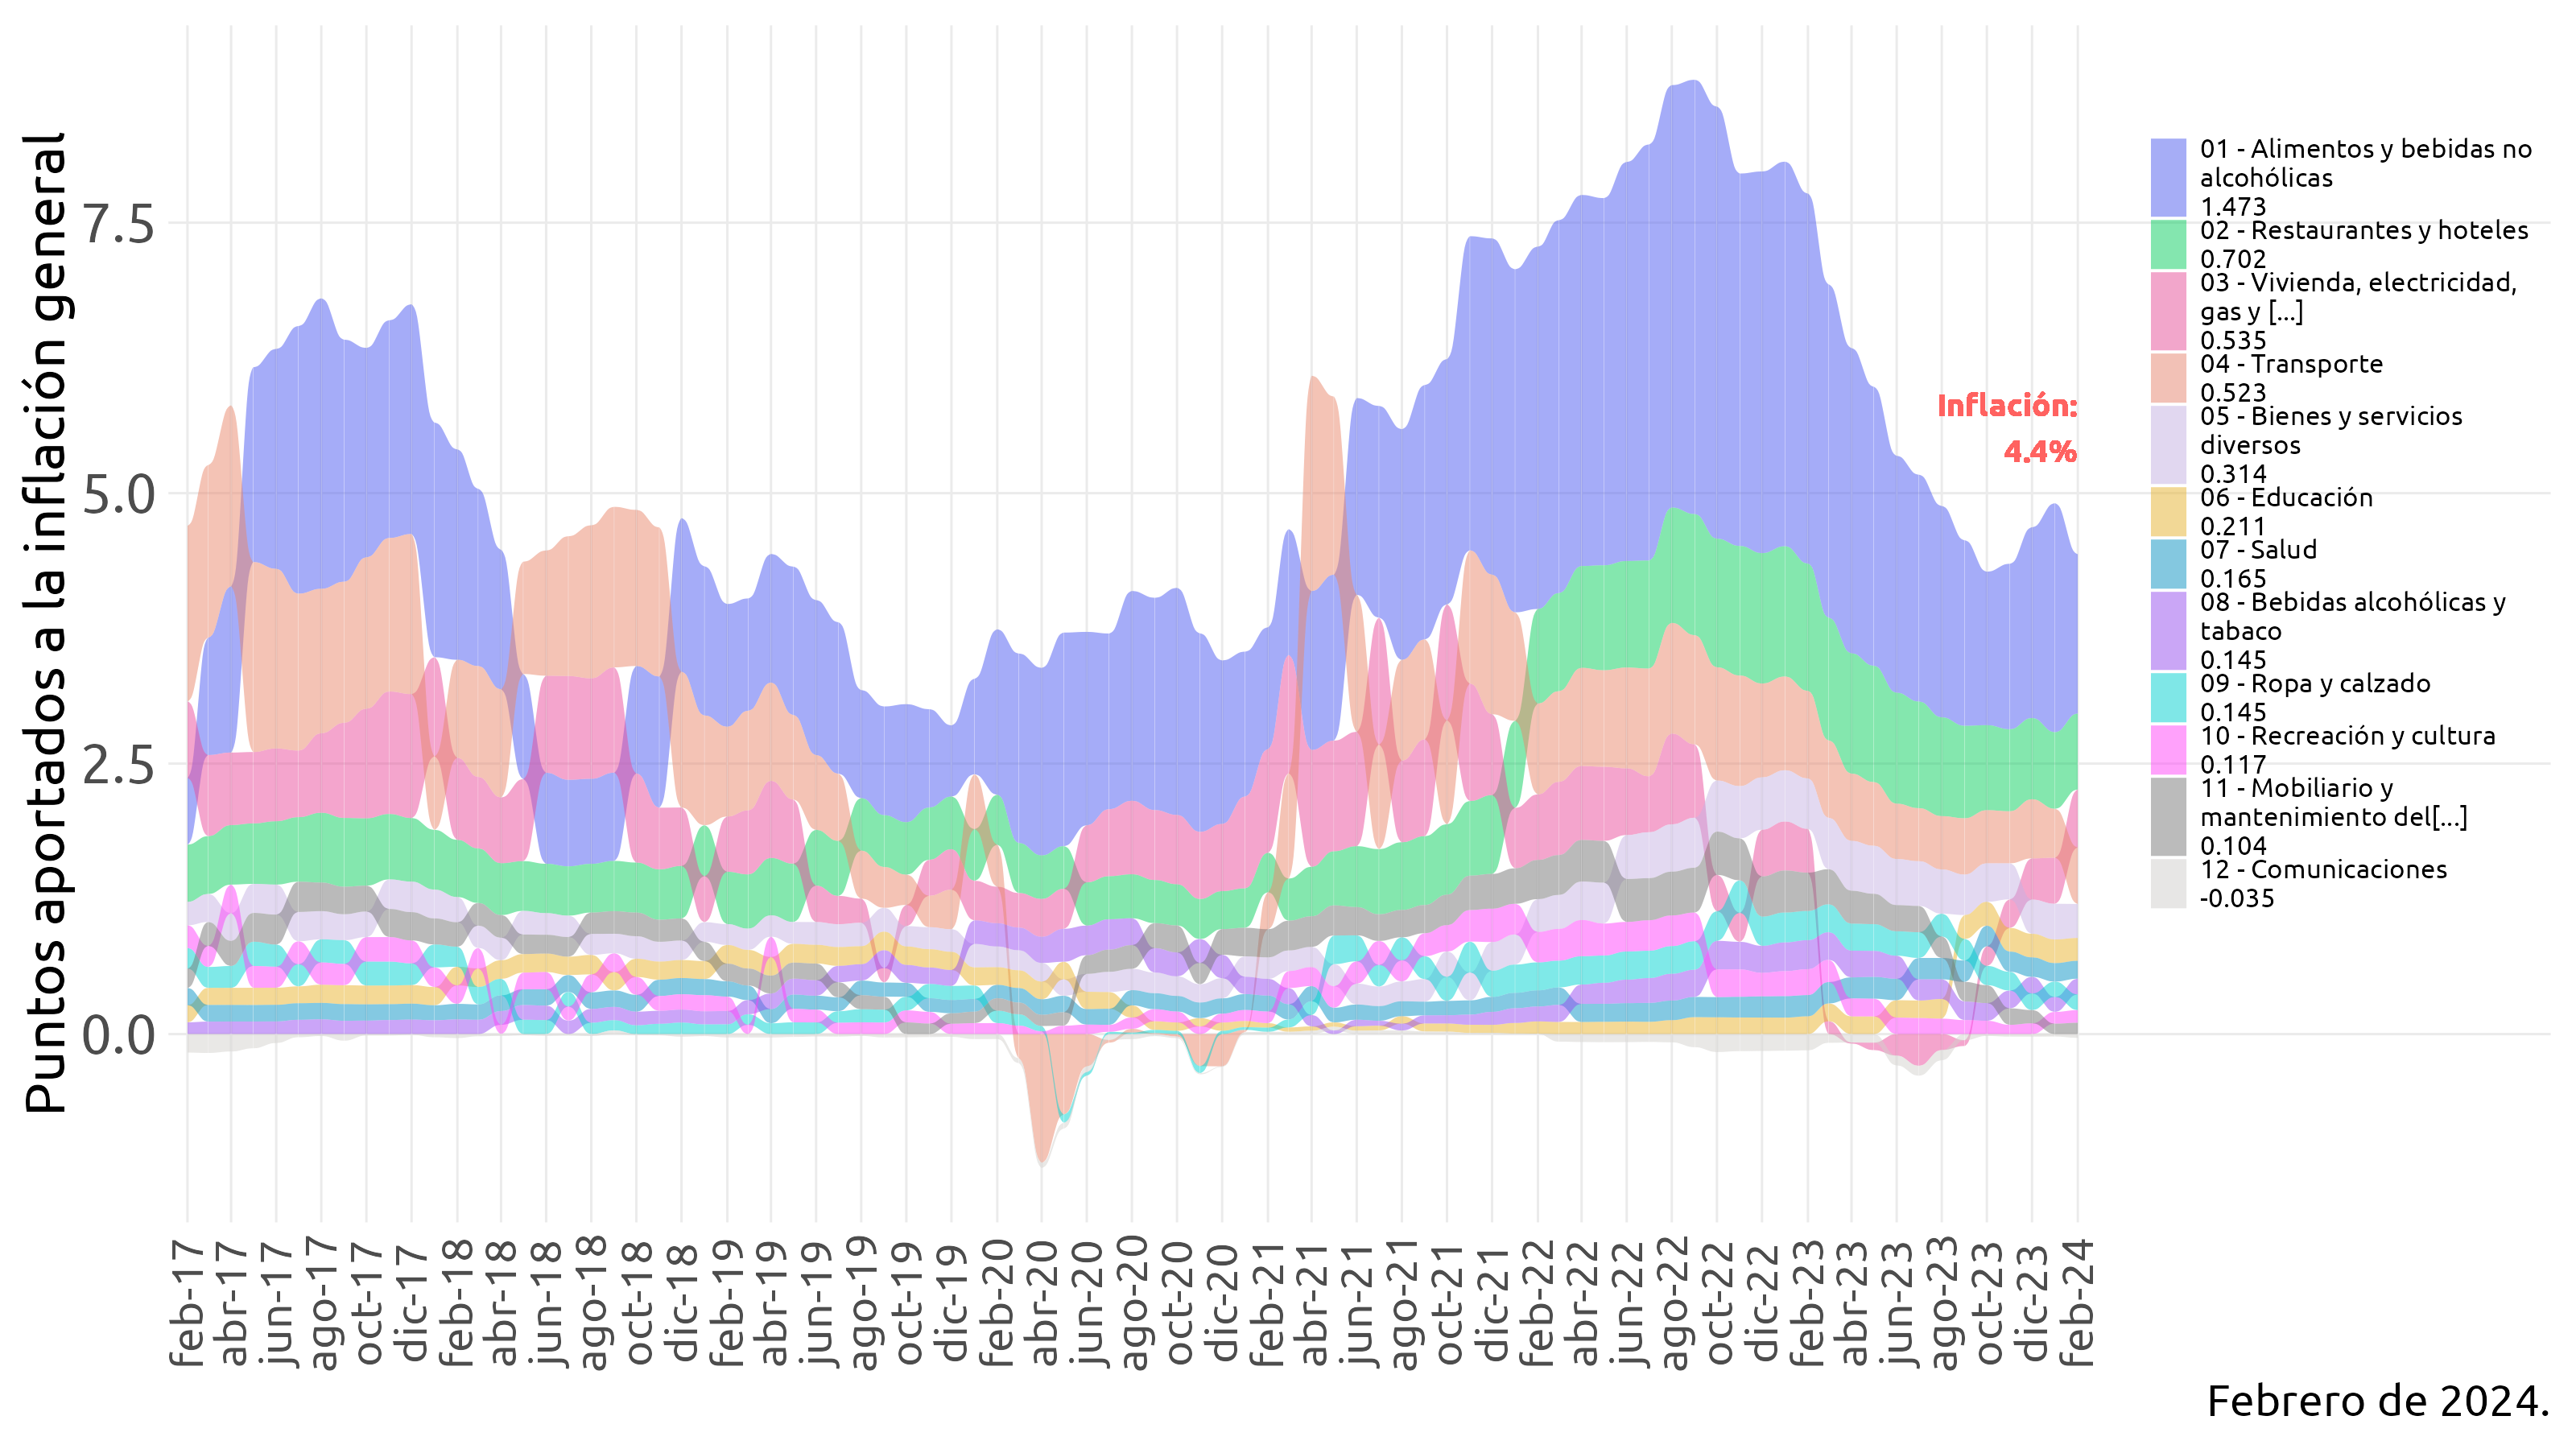 Puntos aportados a la inflación general
7.5
5.0
2.5
0.0
feb-17
abr-17
jun-17
ago-17
oct-17
dic-17
feb-18
abr-18
jun-18
ago-18
oct-18
dic-18
feb-19
abr-19
jun-19
ago-19
oct-19
dic-19
feb-20
abr-20
jun-20
ago-20
oct-20
dic-20
feb-21
abr-21
jun-21
ago-21
oct-21
dic-21
feb-22
abr-22
jun-22
ago-22
oct-22
dic-22
feb-23
abr-23
jun-23
ago-23
oct-23
dic-23
feb-24
Inflación:
4.4%
01 - Alimentos y bebidas no
alcohólicas
1.473
02 - Restaurantes y hoteles
0.702
03 - Vivienda, electricidad,
gas y [...]
0.535
04 - Transporte
0.523
05 - Bienes y servicios
diversos
0.314
06 - Educación
0.211
07 - Salud
0.165
08 - Bebidas alcohólicas y
tabaco
0.145
09 - Ropa y calzado
0.145
10 - Recreación y cultura
0.117
11 - Mobiliario y
mantenimiento del[...]
0.104
12 - Comunicaciones
-0.035
Febrero de 2024.